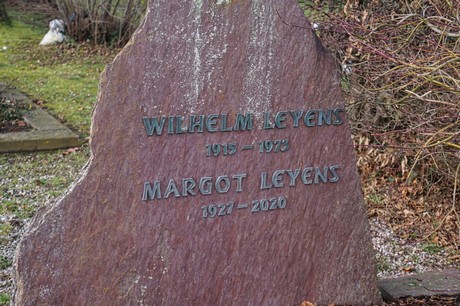 WILHELM LEYENS
1915 – 1973
MARGOT LEYENS
1927 – 2020